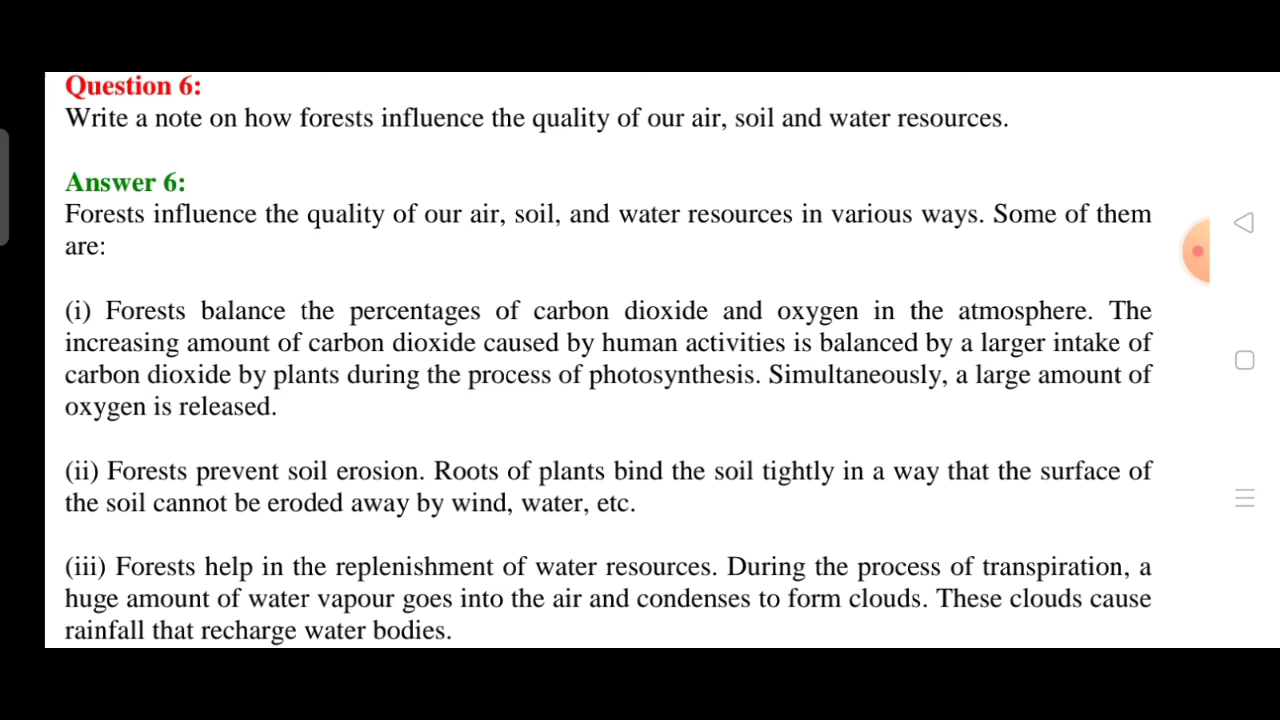 Question 6:
Write a note on how forests influence the quality of our air, soil and water resources.
Answer 6:
Forests influence the quality of our air, soil, and water resources in various ways. Some of them
are:
(i) Forests balance the percentages of carbon dioxide and oxygen in the atmosphere. The
increasing amount of carbon dioxide caused by human activities is balanced by a larger intake of
carbon dioxide by plants during the process of photosynthesis. Simultaneously, a large amount of
oxygen is released.
(ii) Forests prevent soil erosion. Roots of plants bind the soil tightly in a way that the surface of
the soil cannot be eroded away by wind, water, etc.
(iii) Forests help in the replenishment of water resources. During the process of transpiration, a
huge amount of water vapour goes into the air and condenses to form clouds. These clouds cause
rainfall that recharge water bodies.